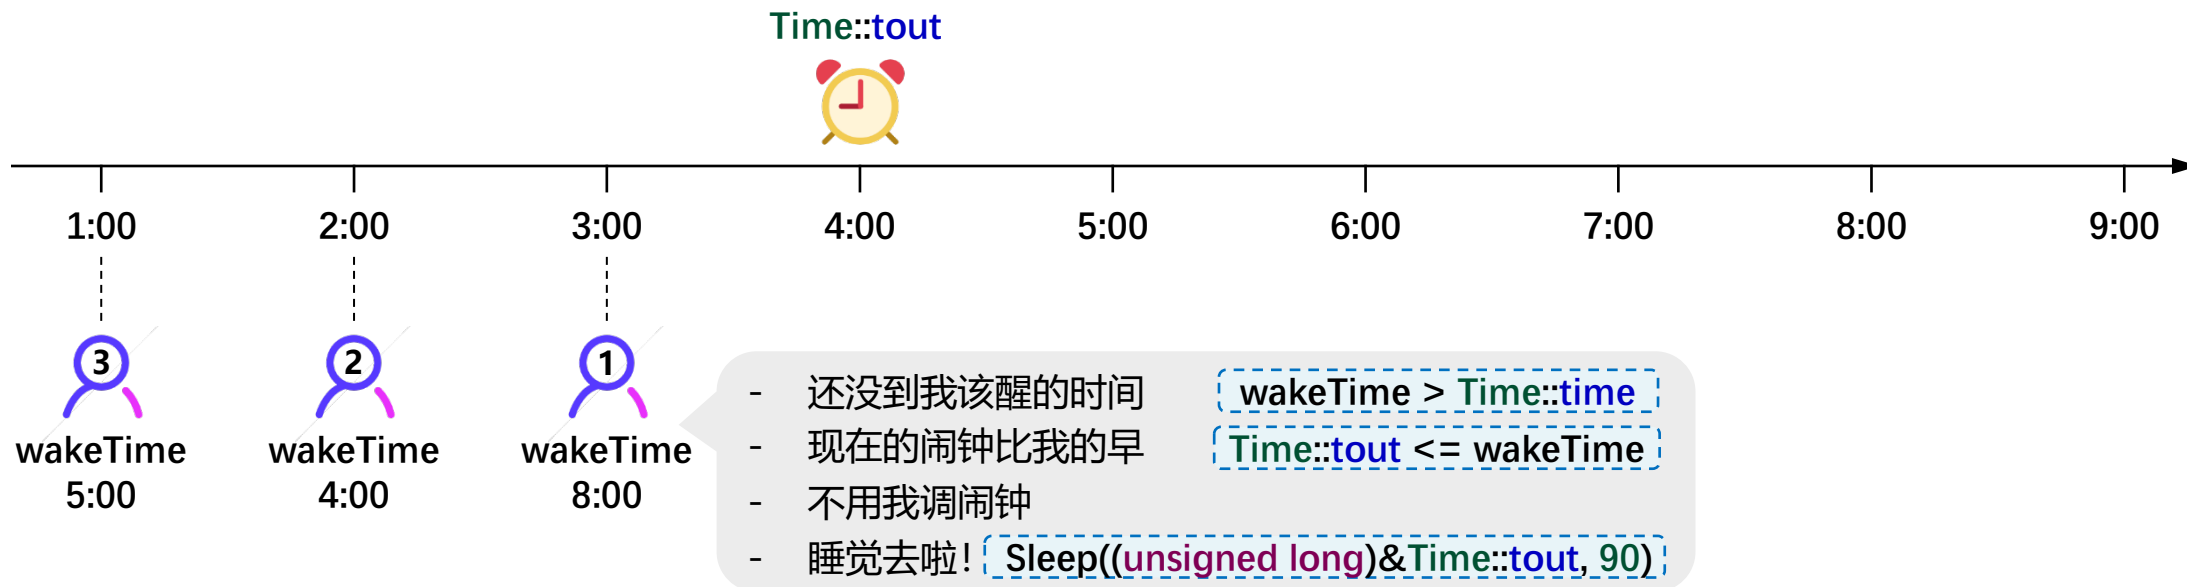 Time::tout
1:00 2:00 3:00 4:00 5:00 6:00 7:00 8:00 9:00
3 2 1
wakeTime wakeTime wakeTime
5:00 4:00 8:00
- 还没到我该醒的时间 wakeTime > Time::time
- 现在的闹钟比我的早 Time::tout <= wakeTime
- 不用我调闹钟
- 睡觉去啦! Sleep((unsigned long)&Time::tout, 90)